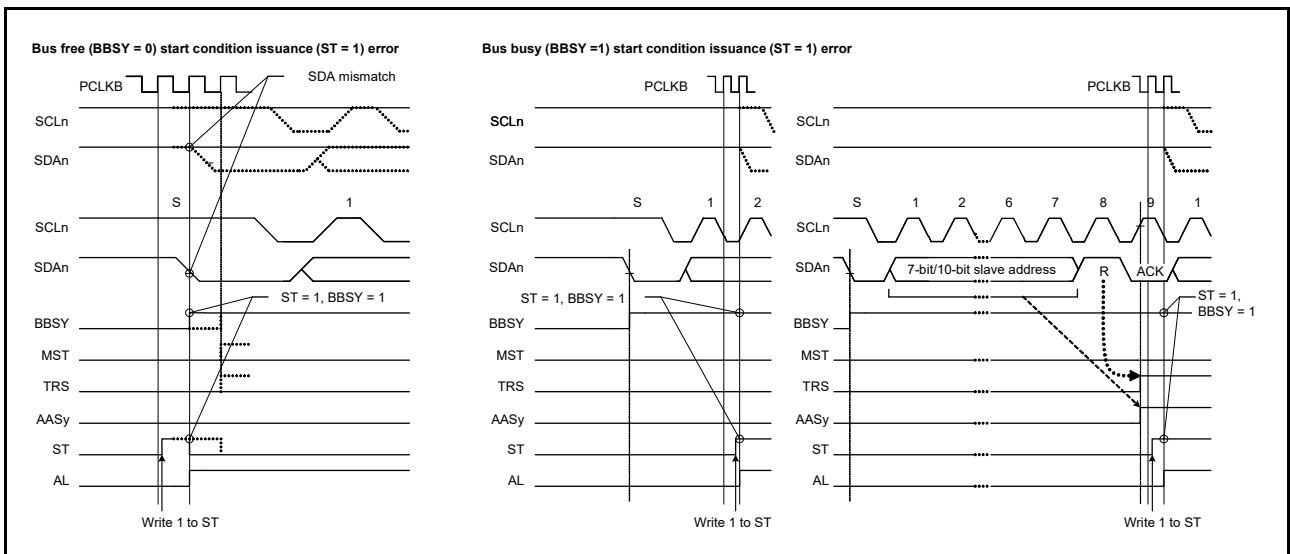 Bus free (BBSY = 0) start condition issuance (ST = 1) error
PCLKB
SDA mismatch
SCLn
SDAn
S 1
SCLn
SDAn
ST = 1, BBSY = 1
BBSY
MST
TRS
AASy
ST
AL
Write 1 to ST
Bus busy (BBSY =1) start condition issuance (ST = 1) error
PCLKB
SCLn
SDAn
S 1 2
SCLn
SDAn
ST = 1, BBSY = 1
BBSY
MST
TRS
AASy
ST
AL
Write 1 to ST
PCLKB
SCLn
SDAn
S 1 2 6 7 8 9 1
SCLn
SDAn
7-bit/10-bit slave address
R
ACK
ST = 1,
BBSY = 1
BBSY
MST
TRS
AASy
ST
AL
Write 1 to ST